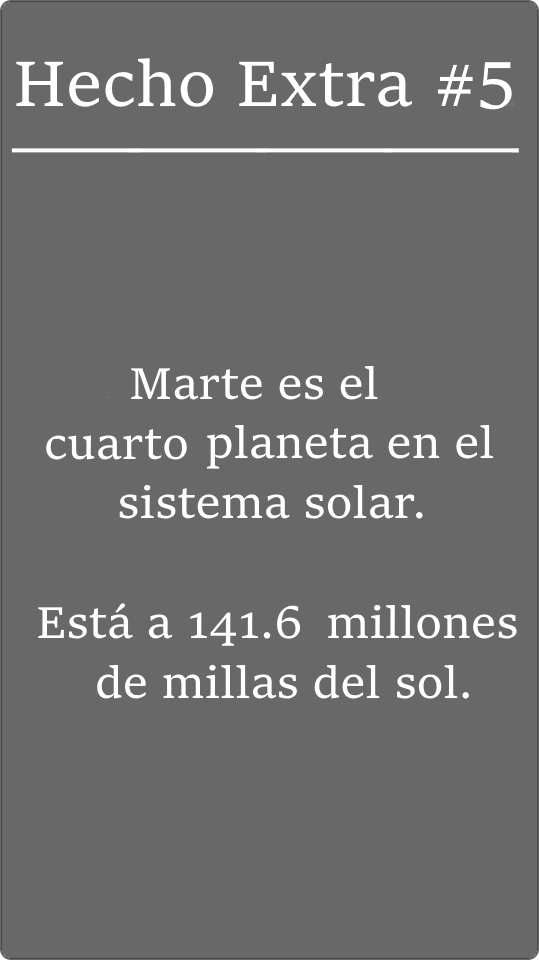 Hecho Extra #5
Marte es el
cuarto planeta en el
sistema solar.
Está a 141.6 millones
de millas del sol.